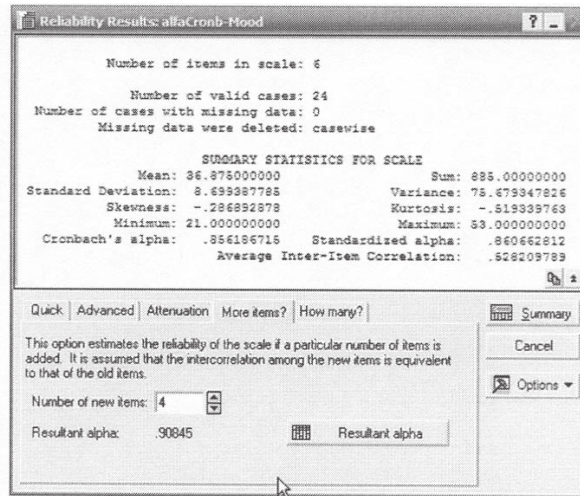 Reliability Results: alfaCronb-Mood
Number of items in scale: 6
Number of valid cases: 24
Number of cases with missing data: 0
Missing data were deleted: casewise
SUMMARY STATISTICS FOR SCALE
Mean: 36.875000000 Sum: 885.00000000
Standard Deviation: 8.699387785 Variance: 75.679347826
Skewness: -.286892878 Kurtosis: -.519339763
Minimum: 21.000000000 Maximum: 53.000000000
Cronbach's alpha: .856186715 Standardized alpha: .860662812
Average Inter-Item Correlation: .528209789
Quick Advanced Attenuation More items? How many?
Summary
This option estimates the reliability of the scale if a particular number of items is
added. It is assumed that the intercorrelation among the new items is equivalent
to that of the old items.
Cancel
Options
Number of new items: 4
Resultant alpha: .90845 Resultant alpha